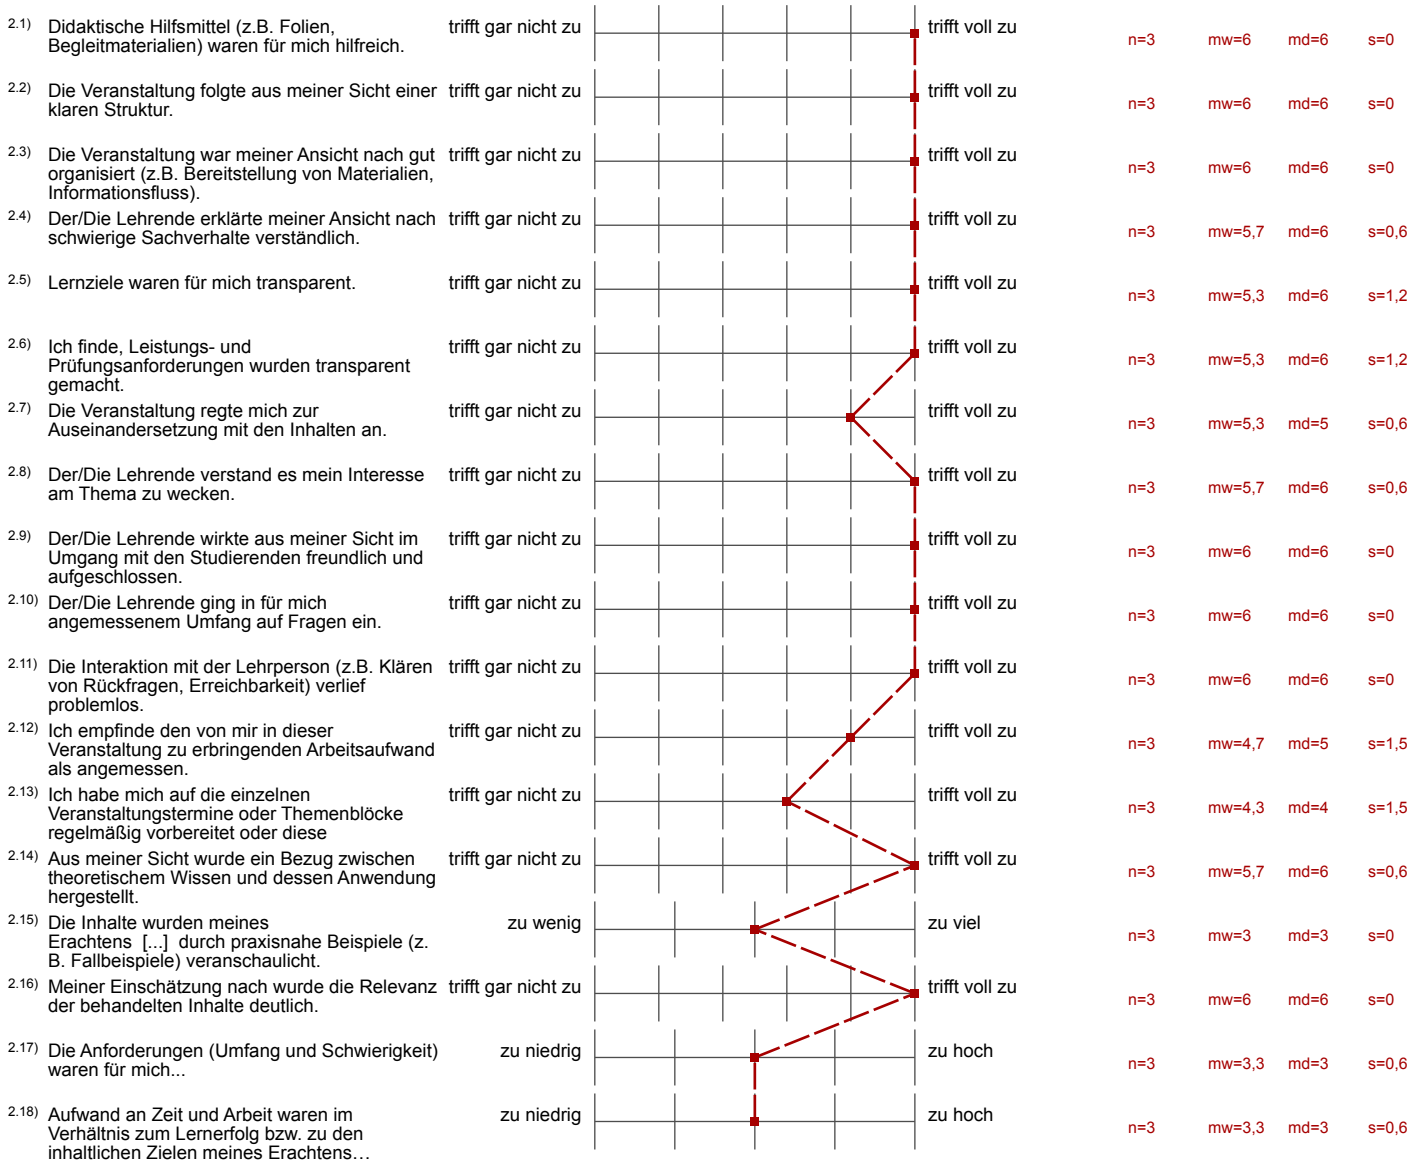 2.1) Didaktische Hilfsmittel (z.B. Folien, trifft gar nicht zu trifft voll zu n=3 mw=6 md=6 s=0
Begleitmaterialien) waren für mich hilfreich.
2.2) Die Veranstaltung folgte aus meiner Sicht einer trifft gar nicht zu trifft voll zu n=3 mw=6 md=6 s=0
klaren Struktur.
2.3) Die Veranstaltung war meiner Ansicht nach gut trifft gar nicht zu trifft voll zu n=3 mw=6 md=6 s=0
organisiert (z.B. Bereitstellung von Materialien,
Informationsfluss).
2.4) Der/Die Lehrende erklärte meiner Ansicht nach trifft gar nicht zu trifft voll zu n=3 mw=5,7 md=6 s=0,6
schwierige Sachverhalte verständlich.
2.5) Lernziele waren für mich transparent. trifft gar nicht zu trifft voll zu n=3 mw=5,3 md=6 s=1,2
2.6) Ich finde, Leistungs- und trifft gar nicht zu trifft voll zu n=3 mw=5,3 md=6 s=1,2
Prüfungsanforderungen wurden transparent
gemacht.
2.7) Die Veranstaltung regte mich zur trifft gar nicht zu trifft voll zu n=3 mw=5,3 md=5 s=0,6
Auseinandersetzung mit den Inhalten an.
2.8) Der/Die Lehrende verstand es mein Interesse trifft gar nicht zu trifft voll zu n=3 mw=5,7 md=6 s=0,6
am Thema zu wecken.
2.9) Der/Die Lehrende wirkte aus meiner Sicht im trifft gar nicht zu trifft voll zu n=3 mw=6 md=6 s=0
Umgang mit den Studierenden freundlich und
aufgeschlossen.
2.10) Der/Die Lehrende ging in für mich trifft gar nicht zu trifft voll zu n=3 mw=6 md=6 s=0
angemessenem Umfang auf Fragen ein.
2.11) Die Interaktion mit der Lehrperson (z.B. Klären trifft gar nicht zu trifft voll zu n=3 mw=6 md=6 s=0
von Rückfragen, Erreichbarkeit) verlief
problemlos.
2.12) Ich empfinde den von mir in dieser trifft gar nicht zu trifft voll zu n=3 mw=4,7 md=5 s=1,5
Veranstaltung zu erbringenden Arbeitsaufwand
als angemessen.
2.13) Ich habe mich auf die einzelnen trifft gar nicht zu trifft voll zu n=3 mw=4,3 md=4 s=1,5
Veranstaltungstermine oder Themenblöcke
regelmäßig vorbereitet oder diese
2.14) Aus meiner Sicht wurde ein Bezug zwischen trifft gar nicht zu trifft voll zu n=3 mw=5,7 md=6 s=0,6
theoretischem Wissen und dessen Anwendung
hergestellt.
2.15) Die Inhalte wurden meines zu wenig zu viel n=3 mw=3 md=3 s=0
Erachtens [...] durch praxisnahe Beispiele (z.
B. Fallbeispiele) veranschaulicht.
2.16) Meiner Einschätzung nach wurde die Relevanz trifft gar nicht zu trifft voll zu n=3 mw=6 md=6 s=0
der behandelten Inhalte deutlich.
2.17) Die Anforderungen (Umfang und Schwierigkeit) zu niedrig zu hoch n=3 mw=3,3 md=3 s=0,6
waren für mich...
2.18) Aufwand an Zeit und Arbeit waren im zu niedrig zu hoch n=3 mw=3,3 md=3 s=0,6
Verhältnis zum Lernerfolg bzw. zu den
inhaltlichen Zielen meines Erachtens…